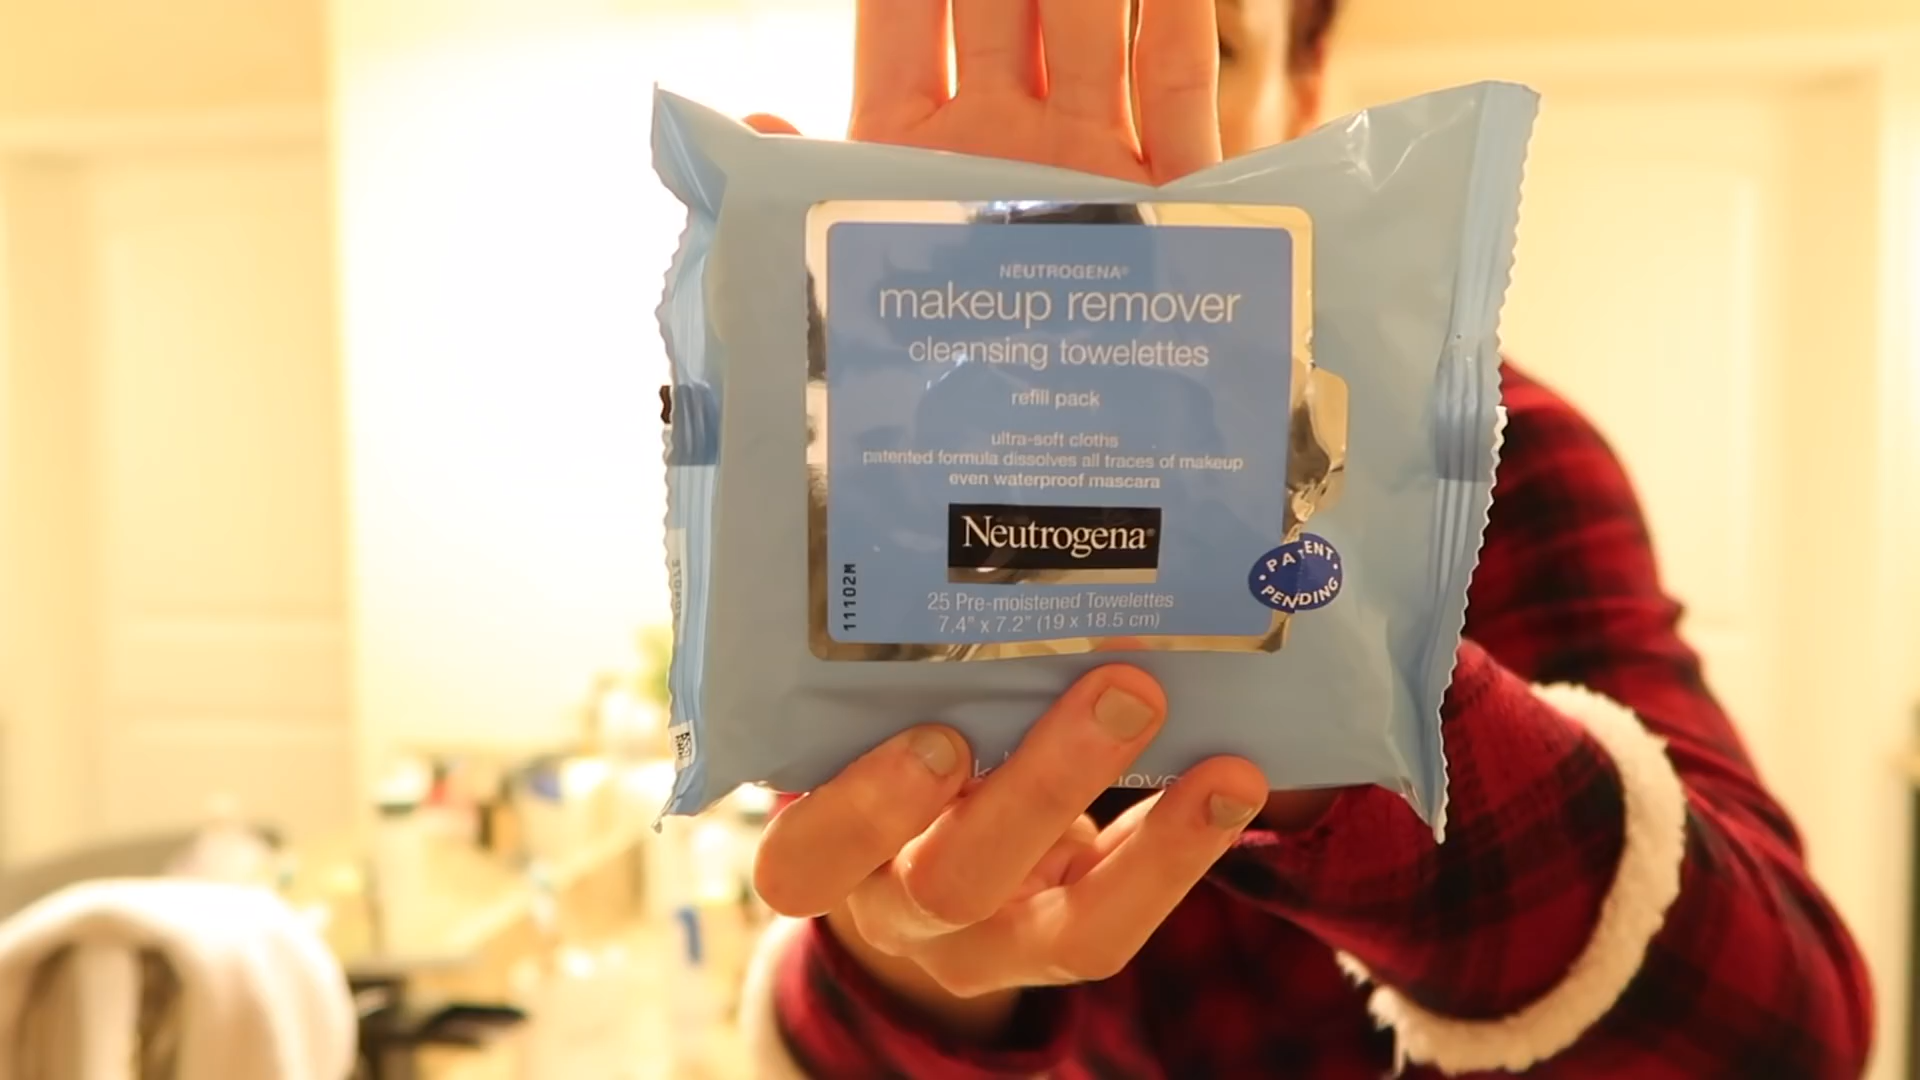 NEUTROGENA®
makeup remover
cleansing towelettes
refill pack
ultra-soft cloths
patented formula dissolves all traces of makeup
even waterproof mascara
Neutrogena®
PATENT
PENDING
11102M
25 Pre-moistened Towelettes
7.4" x 7.2" (19 x 18.5 cm)